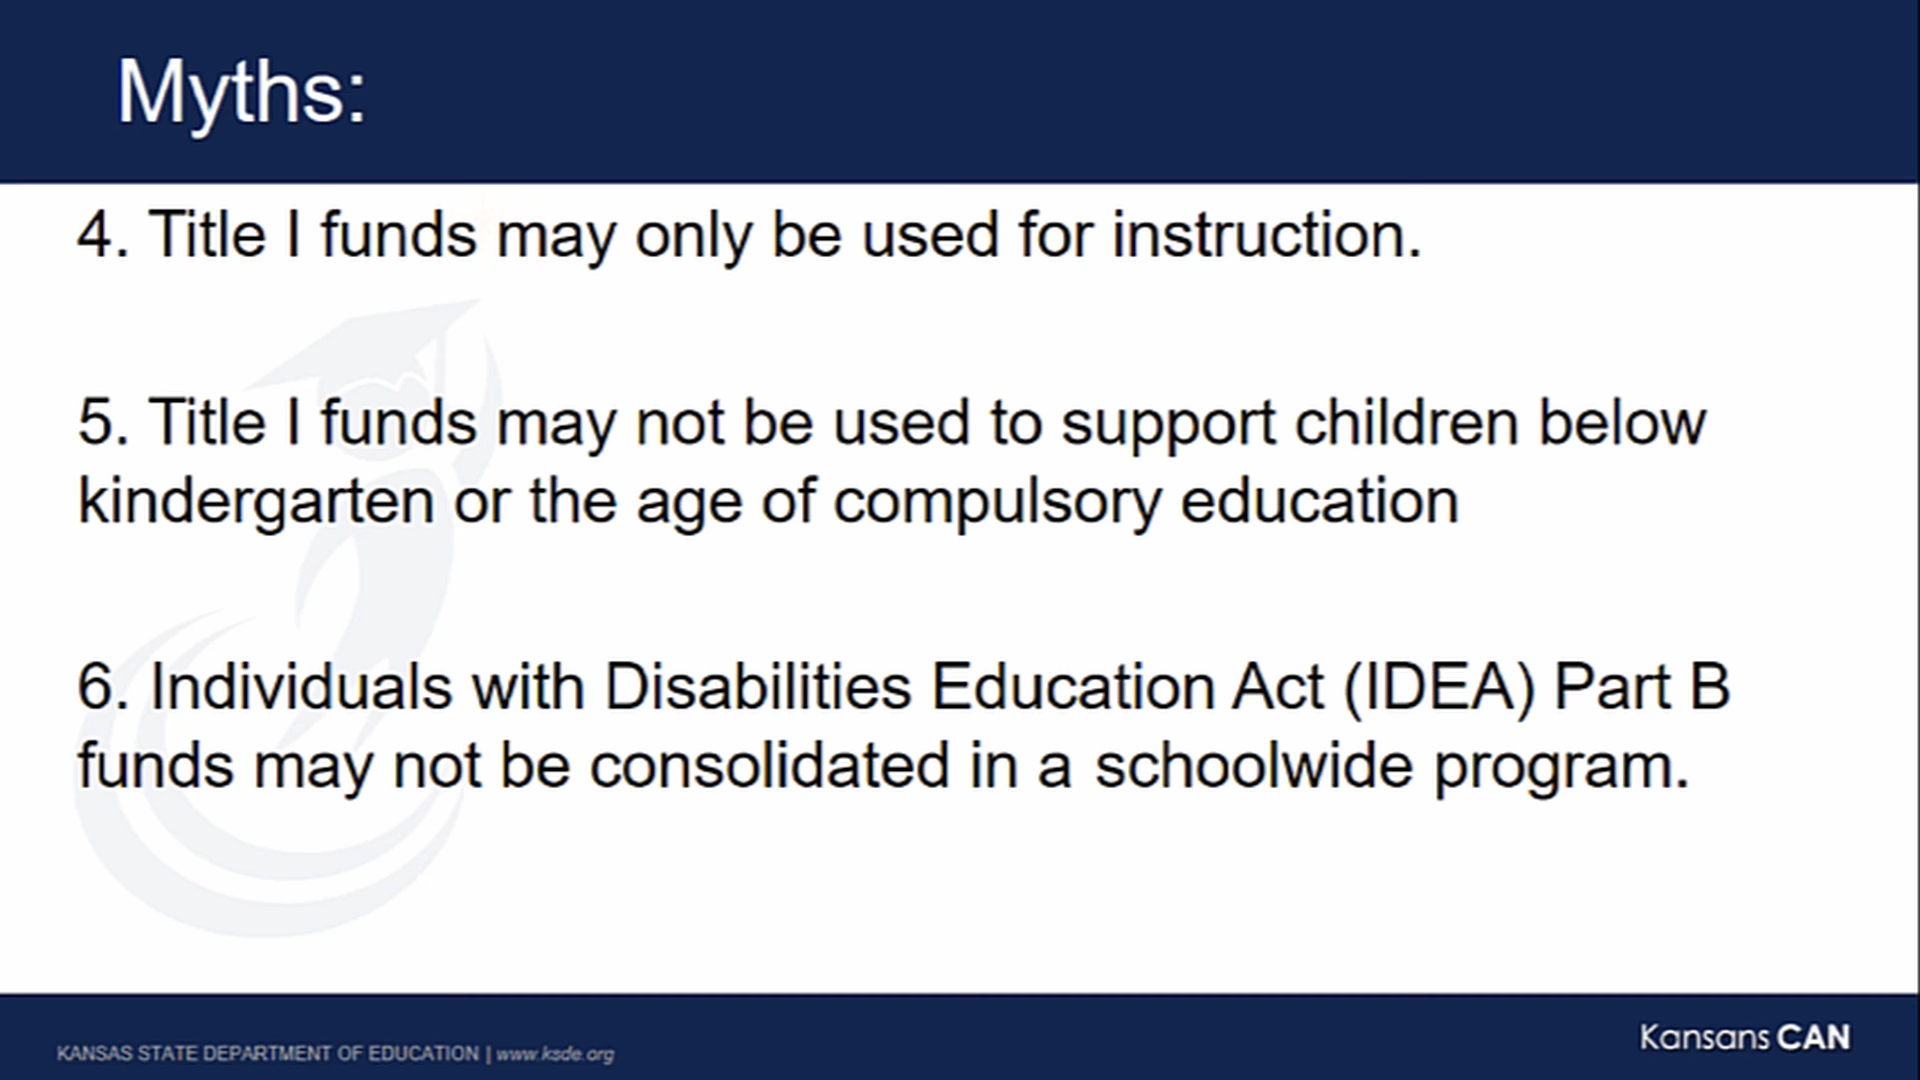 Myths:
4. Title I funds may only be used for instruction.
5. Title I funds may not be used to support children below
kindergarten or the age of compulsory education
6. Individuals with Disabilities Education Act (IDEA) Part B
funds may not be consolidated in a schoolwide program.
KANSAS STATE DEPARTMENT OF EDUCATION | www.ksde.org
Kansans CAN